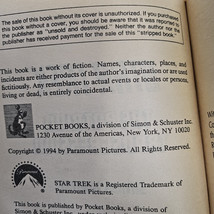 The sale of this book without its cover is unauthorized. If you purchased
this book without a cover, you should be aware that it was reported to
the publisher as "unsold and destroyed." Neither the author nor the
publisher has received payment for the sale of this "stripped book."
This book is a work of fiction. Names, characters, places, and
incidents are either products of the author's imagination or are used
fictitiously. Any resemblance to actual events or locales or persons,
living or dead, is entirely coincidental.
POCKET BOOKS, a division of Simon & Schuster Inc.
1230 Avenue of the Americas, New York, NY 10020
Copyright © 1994 by Paramount Pictures. All Rights Reserved.
Paramount
STAR TREK is a Registered Trademark of
Paramount Pictures.
This book is published by Pocket Books, a division of
Simon & Schuster Inc., under